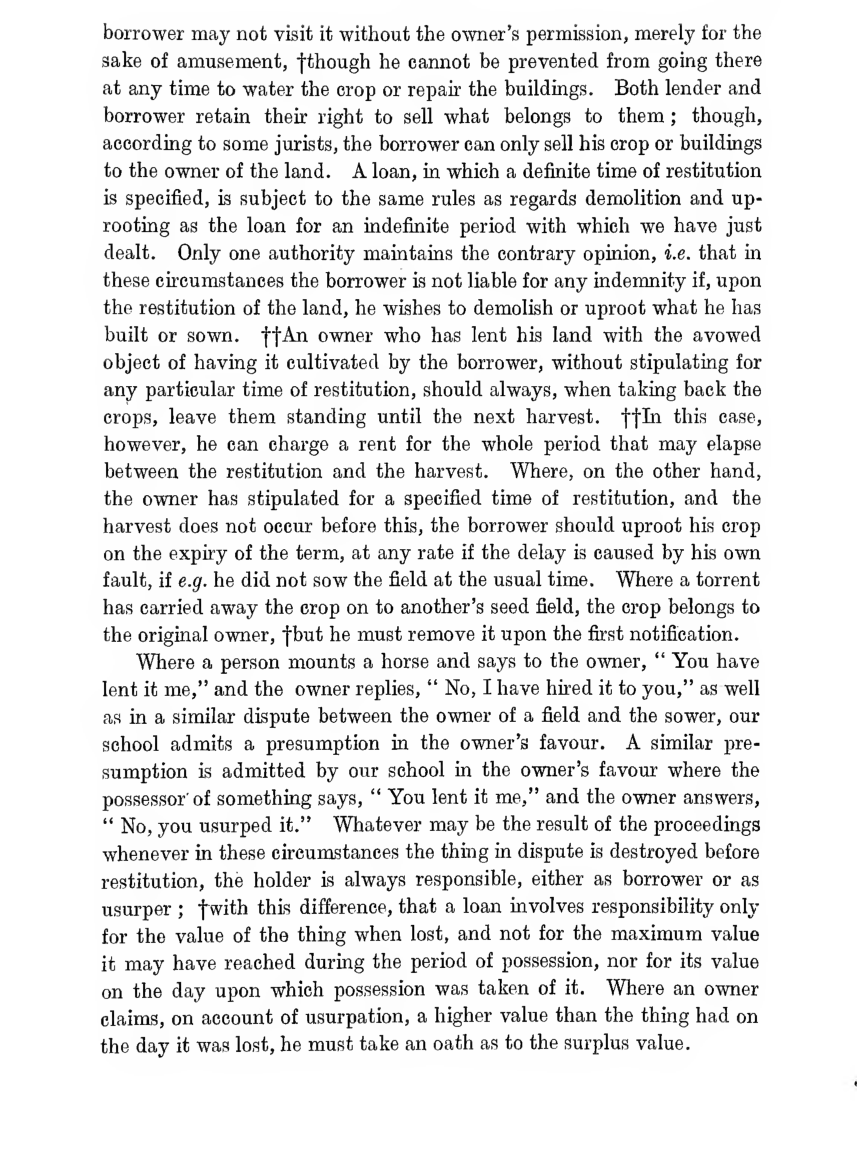 borrower may not visit it without the owner's permission, merely for the
sake of amusement, †though he cannot be prevented from going there
at any time to water the crop or repair the buildings. Both lender and
borrower retain their right to sell what belongs to them; though,
according to some jurists, the borrower can only sell his crop or buildings
to the owner of the land. A loan, in which a definite time of restitution
is specified, is subject to the same rules as regards demolition and up-
rooting as the loan for an indefinite period with which we have just
dealt. Only one authority maintains the contrary opinion, i.e. that in
these circumstances the borrower is not liable for any indemnity if, upon
the restitution of the land, he wishes to demolish or uproot what he has
built or sown. ††An owner who has lent his land with the avowed
object of having it cultivated by the borrower, without stipulating for
any particular time of restitution, should always, when taking back the
crops, leave them standing until the next harvest. ††In this case,
however, he can charge a rent for the whole period that may elapse
between the restitution and the harvest. Where, on the other hand,
the owner has stipulated for a specified time of restitution, and the
harvest does not occur before this, the borrower should uproot his crop
on the expiry of the term, at any rate if the delay is caused by his own
fault, if e.g. he did not sow the field at the usual time. Where a torrent
has carried away the crop on to another's seed field, the crop belongs to
the original owner, †but he must remove it upon the first notification.
Where a person mounts a horse and says to the owner, “ You have
lent it me,” and the owner replies, “ No, I have hired it to you,” as well
as in a similar dispute between the owner of a field and the sower, our
school admits a presumption in the owner's favour. A similar pre-
sumption is admitted by our school in the owner's favour where the
possessor of something says, “ You lent it me,” and the owner answers,
“ No, you usurped it.” Whatever may be the result of the proceedings
whenever in these circumstances the thing in dispute is destroyed before
restitution, the holder is always responsible, either as borrower or as
usurper; †with this difference, that a loan involves responsibility only
for the value of the thing when lost, and not for the maximum value
it may have reached during the period of possession, nor for its value
on the day upon which possession was taken of it. Where an owner
claims, on account of usurpation, a higher value than the thing had on
the day it was lost, he must take an oath as to the surplus value.